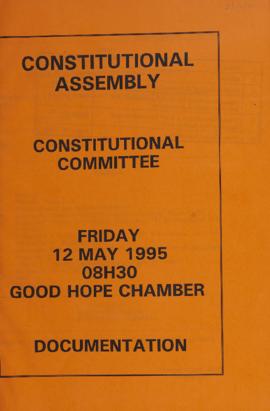 CONSTITUTIONAL
ASSEMBLY
CONSTITUTIONAL
COMMITTEE
FRIDAY
12 MAY 1995
08H30
GOOD HOPE CHAMBER
DOCUMENTATION